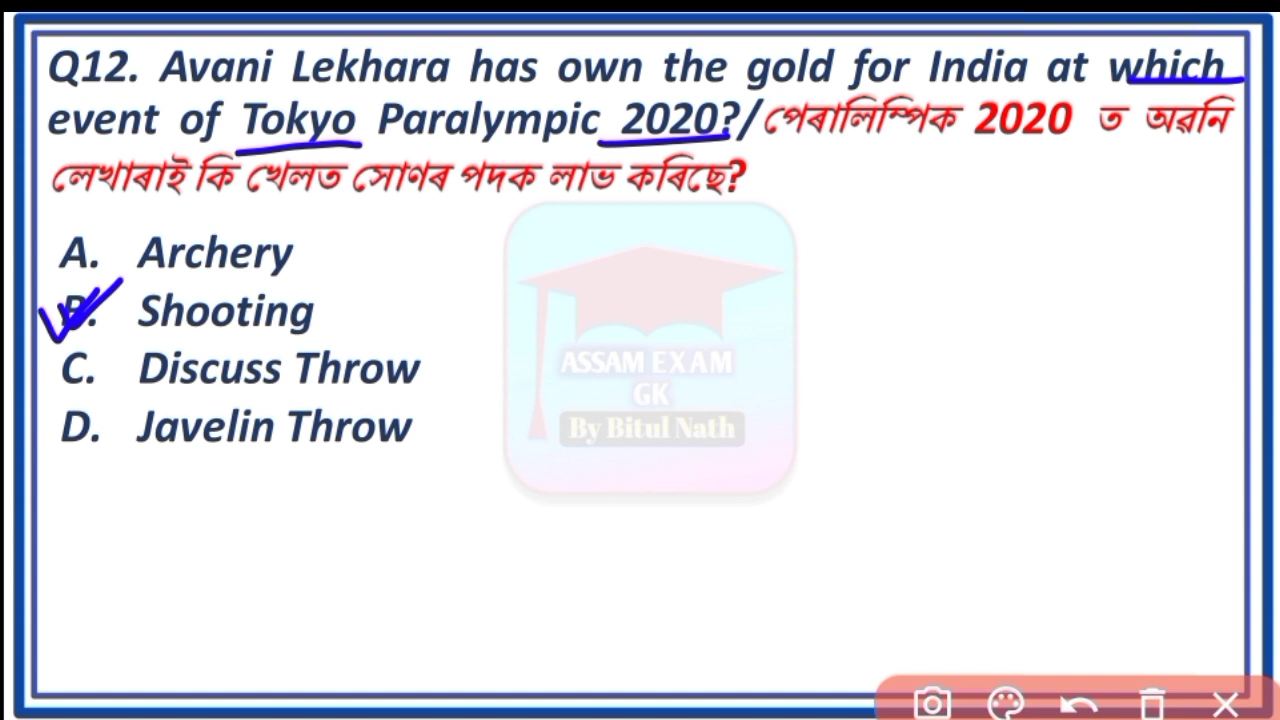 Q12. Avani Lekhara has own the gold for India at which
event of Tokyo Paralympic 2020?/পেৰালিম্পিক 2020 ত অৱনি
লেখাৰাই কি খেলত সোণৰ পদক লাভ কৰিছে?
A. Archery
B. Shooting
C. Discuss Throw
D. Javelin Throw
ASSAM EXAM
GK
By Bitul Nath